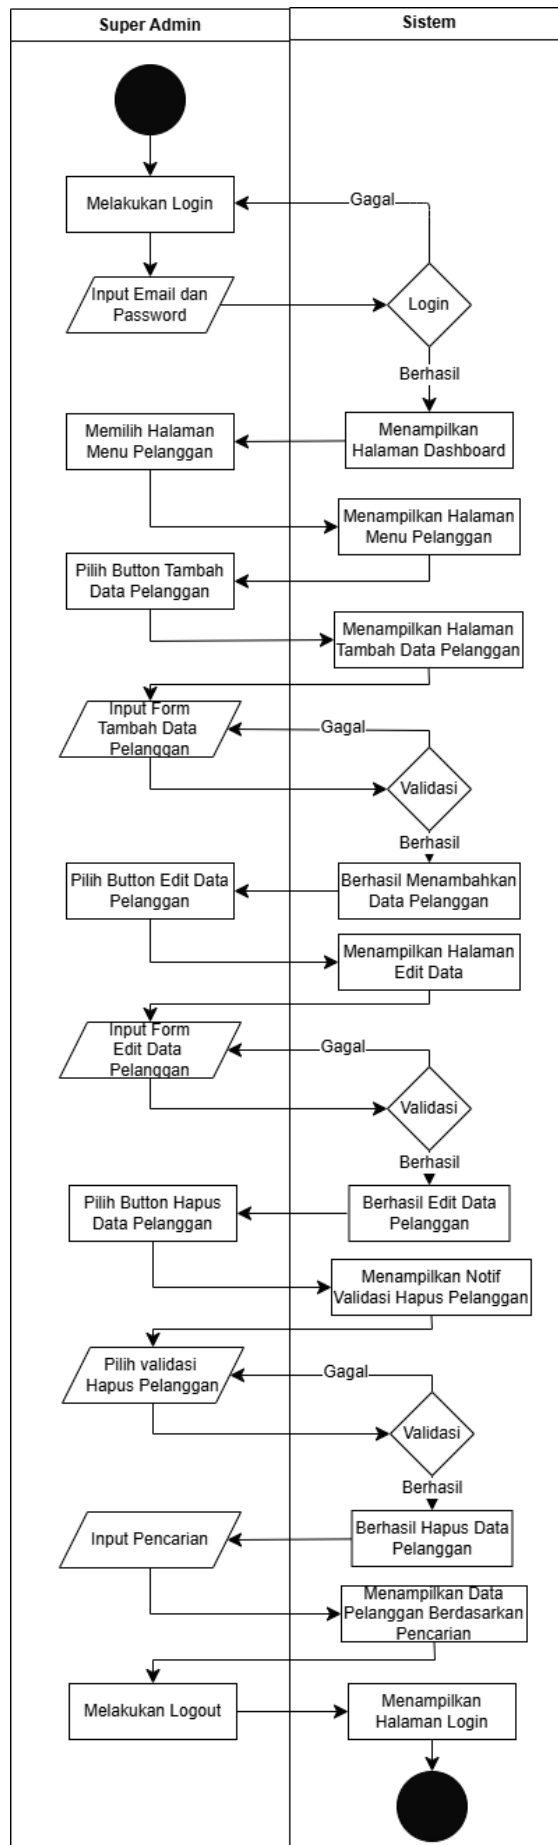 Super Admin
Sistem
Melakukan Login
Gagal
Input Email dan
Password
Login
Berhasil
Memilih Halaman
Menu Pelanggan
Menampilkan
Halaman Dashboard
Menampilkan Halaman
Menu Pelanggan
Pilih Button Tambah
Data Pelanggan
Menampilkan Halaman
Tambah Data Pelanggan
Input Form
Tambah Data
Pelanggan
Gagal
Validasi
Berhasil
Pilih Button Edit Data
Pelanggan
Berhasil Menambahkan
Data Pelanggan
Menampilkan Halaman
Edit Data
Input Form
Edit Data
Pelanggan
Gagal
Validasi
Berhasil
Pilih Button Hapus
Data Pelanggan
Berhasil Edit Data
Pelanggan
Menampilkan Notif
Validasi Hapus Pelanggan
Pilih validasi
Hapus Pelanggan
Gagal
Validasi
Berhasil
Input Pencarian
Berhasil Hapus Data
Pelanggan
Menampilkan Data
Pelanggan Berdasarkan
Pencarian
Melakukan Logout
Menampilkan
Halaman Login